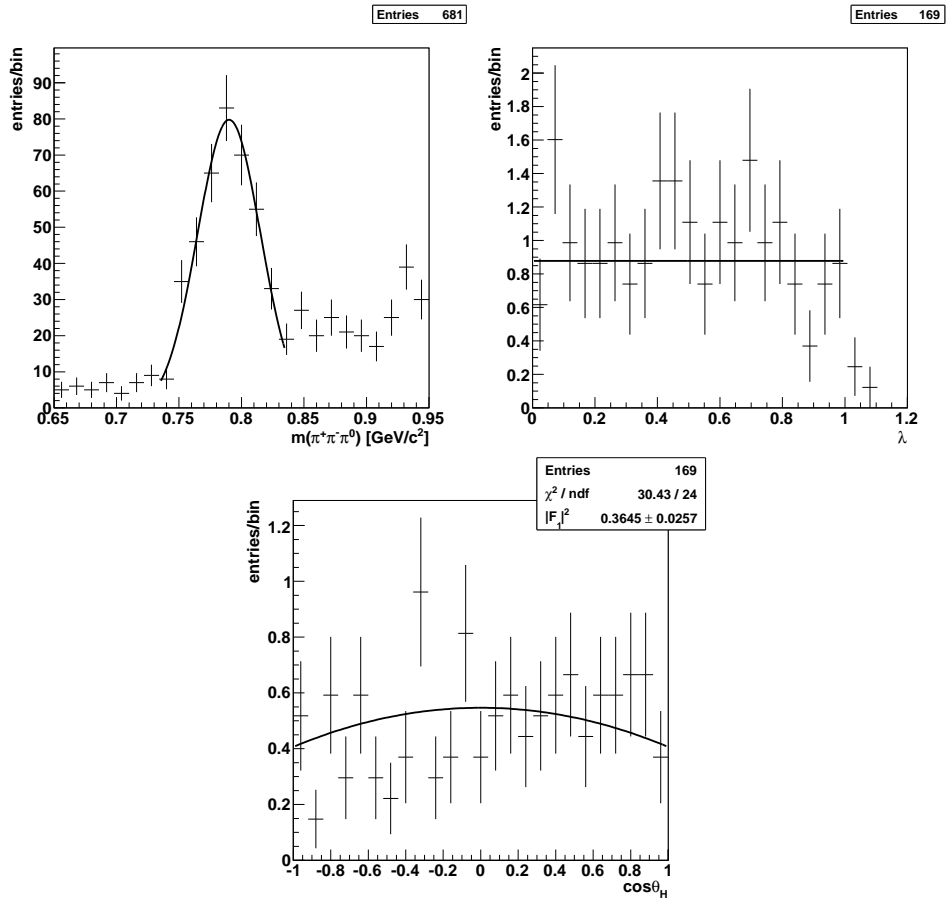 Entries 681
Entries 169
entries/bin
90
80
70
60
50
40
30
20
10
0
0.65 0.7 0.75 0.8 0.85 0.9 0.95
m(π⁺π⁻π⁰) [GeV/c²]
entries/bin
2
1.8
1.6
1.4
1.2
1
0.8
0.6
0.4
0.2
0
0 0.2 0.4 0.6 0.8 1 1.2
λ
Entries 169
χ² / ndf 30.43 / 24
|F₁|² 0.3645 ± 0.0257
entries/bin
1.2
1
0.8
0.6
0.4
0.2
0
-1 -0.8 -0.6 -0.4 -0.2 0 0.2 0.4 0.6 0.8 1
cosθ_H